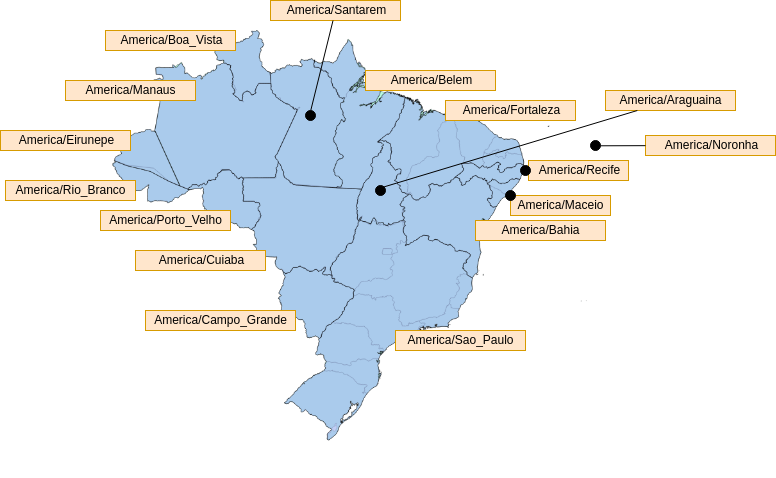 America/Santarem
America/Boa_Vista
America/Belem
America/Manaus
America/Araguaina
America/Fortaleza
America/Eirunepe
America/Noronha
America/Recife
America/Rio_Branco
America/Maceio
America/Porto_Velho
America/Bahia
America/Cuiaba
America/Campo_Grande
America/Sao_Paulo